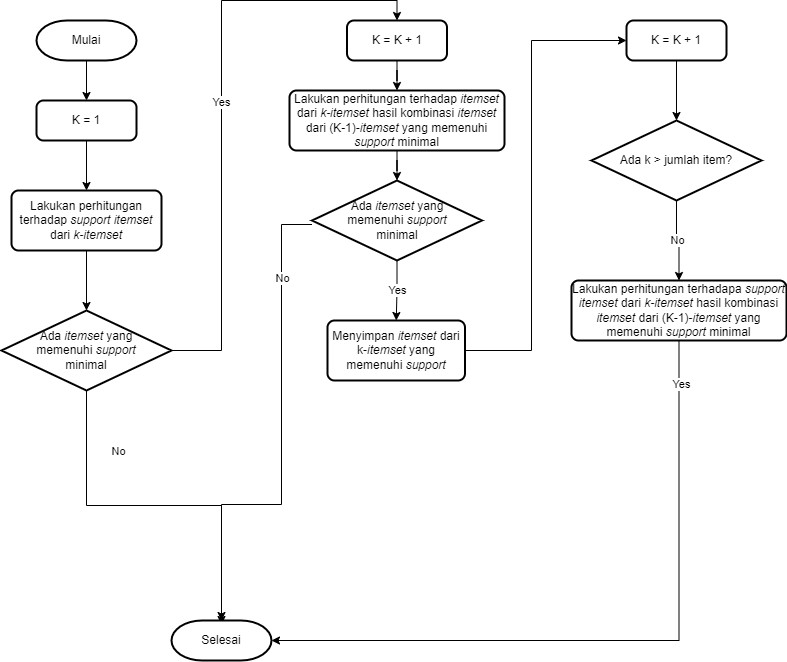 Mulai
K = 1
Lakukan perhitungan
terhadap support itemset
dari k-itemset
Ada itemset yang
memenuhi support
minimal
Yes
No
K = K + 1
Lakukan perhitungan terhadap itemset
dari k-itemset hasil kombinasi itemset
dari (K-1)-itemset yang memenuhi
support minimal
Ada itemset yang
memenuhi support
minimal
No
Yes
Menyimpan itemset dari
k-itemset yang
memenuhi support
K = K + 1
Ada k > jumlah item?
No
Lakukan perhitungan terhadapa support
itemset dari k-itemset hasil kombinasi
itemset dari (K-1)-itemset yang
memenuhi support minimal
Yes
Selesai